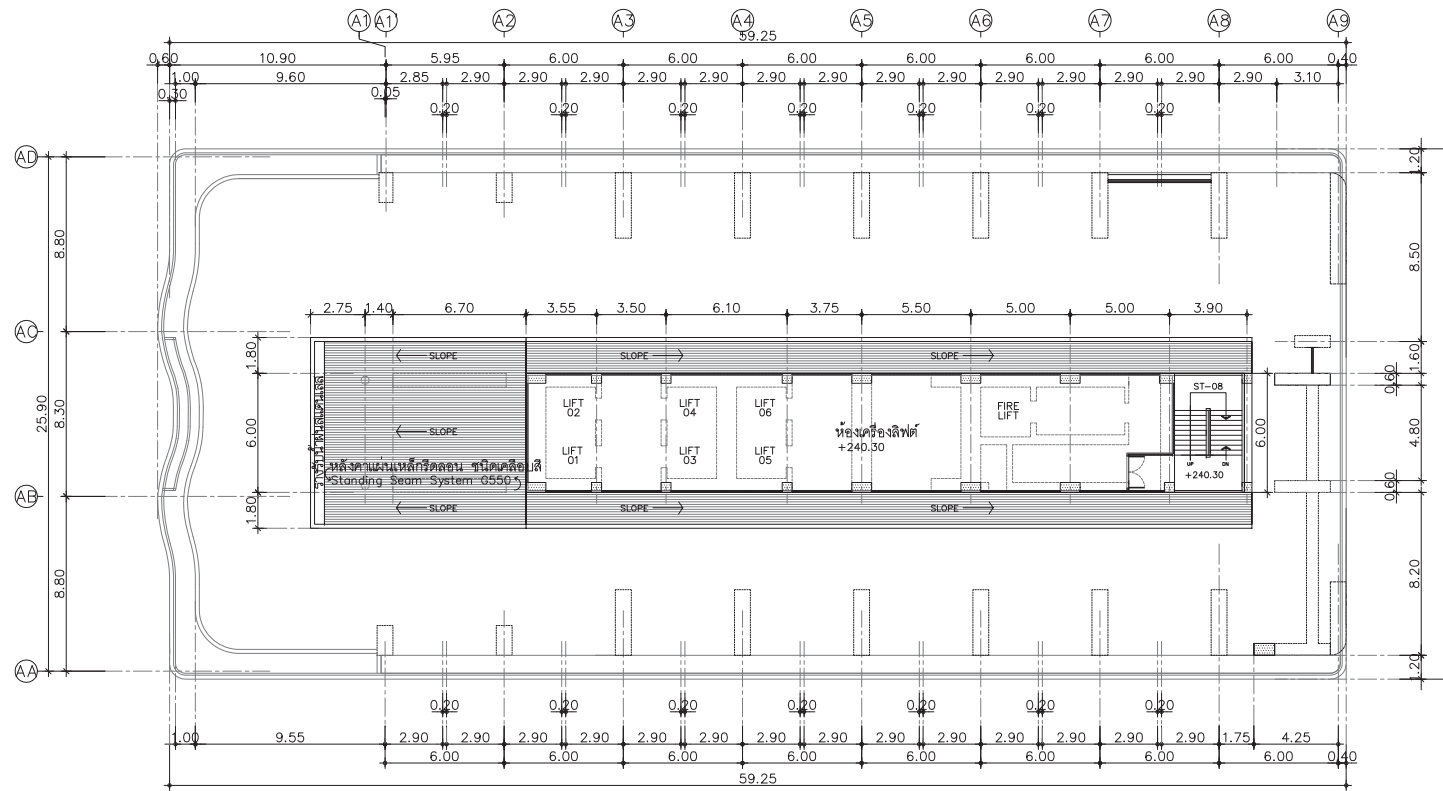 A1 A1' A2 A3 A4 A5 A6 A7 A8 A9
59.25
0.60 10.90 5.95 6.00 6.00 6.00 6.00 6.00 6.00 6.00 0.40
1.00 9.60 2.85 2.90 2.90 2.90 2.90 2.90 2.90 2.90 2.90 2.90 2.90 2.90 2.90 2.90 2.90 3.10
0.30 0.05
0.20 0.20 0.20 0.20 0.20 0.20 0.20
AD
1.20
8.80
8.50
2.75 1.40 6.70 3.55 3.50 6.10 3.75 5.50 5.00 5.00 3.90
AC
1.80
SLOPE SLOPE SLOPE
1.60
0.60
ST-08
LIFT 02
LIFT 04
LIFT 06
FIRE LIFT
25.90
8.30
6.00
SLOPE
ห้องเครื่องลิฟต์
+240.30
6.00
4.80
LIFT 01
LIFT 03
LIFT 05
UP DN
+240.30
หลังคาแผ่นเหล็กรีดลอน ชนิดเคลือบ
"Standing Seam System G550"
AB
0.60
1.80
SLOPE SLOPE SLOPE
8.80
8.20
AA
1.20
0.20 0.20 0.20 0.20 0.20 0.20 0.20
1.00 9.55 2.90 2.90 2.90 2.90 2.90 2.90 2.90 2.90 2.90 2.90 2.90 2.90 2.90 2.90 1.75 4.25
6.00 6.00 6.00 6.00 6.00 6.00 6.00 6.00 0.40
59.25